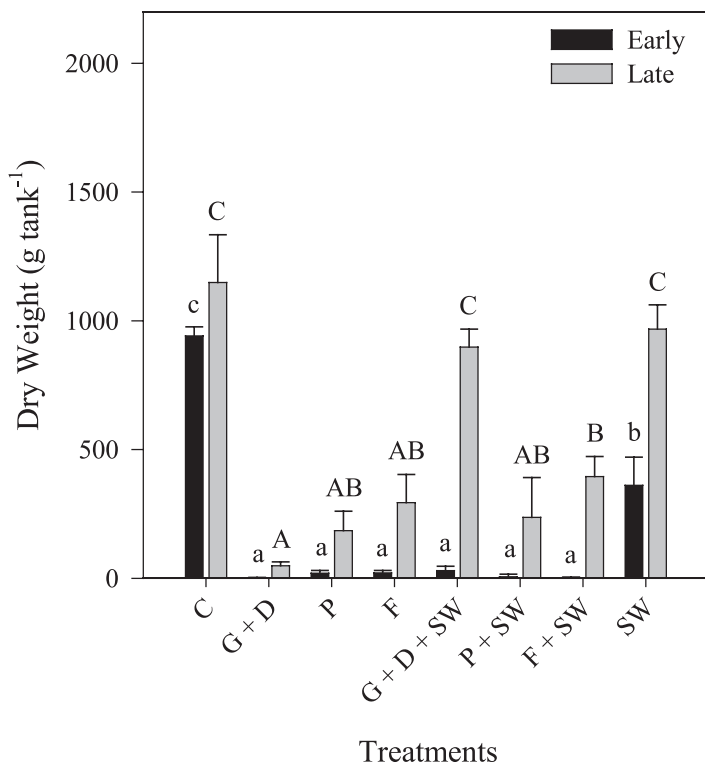 Early
Late
Dry Weight (g tank⁻¹)
2000
1500
1000
500
0
c C
a A
a AB
a AB
a C
a AB
a B
b C
C
G + D
P
F
G + D + SW
P + SW
F + SW
SW
Treatments